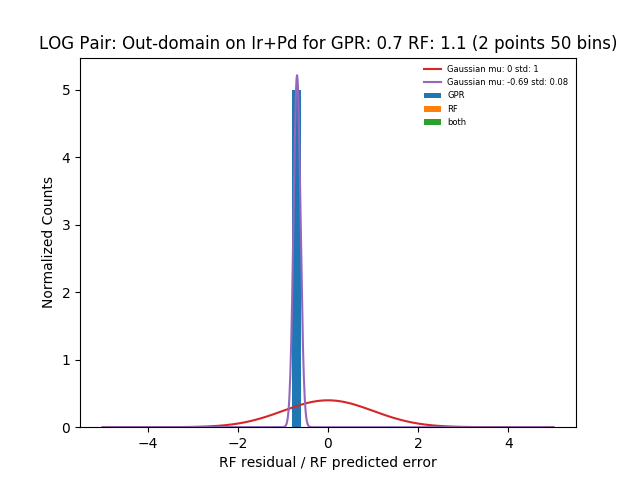 LOG Pair: Out-domain on Ir+Pd for GPR: 0.7 RF: 1.1 (2 points 50 bins)
Gaussian mu: 0 std: 1
Gaussian mu: -0.69 std: 0.08
GPR
RF
both
Normalized Counts
5
4
3
2
1
0
−4
−2
0
2
4
RF residual / RF predicted error